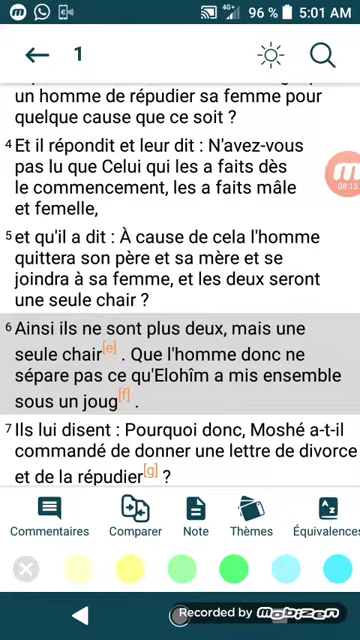 4G+ 96 % 5:01 AM
1
un homme de répudier sa femme pour
quelque cause que ce soit ?
4 Et il répondit et leur dit : N'avez-vous
pas lu que Celui qui les a faits dès
le commencement, les a faits mâle
et femelle,
08:13
5 et qu'il a dit : À cause de cela l'homme
quittera son père et sa mère et se
joindra à sa femme, et les deux seront
une seule chair ?
6 Ainsi ils ne sont plus deux, mais une
seule chair[e] . Que l'homme donc ne
sépare pas ce qu'Elohîm a mis ensemble
sous un joug[f] .
7 Ils lui disent : Pourquoi donc, Moshé a-t-il
commandé de donner une lettre de divorce
et de la répudier[g] ?
Commentaires Comparer Note Thèmes Équivalences
Recorded by mobizen